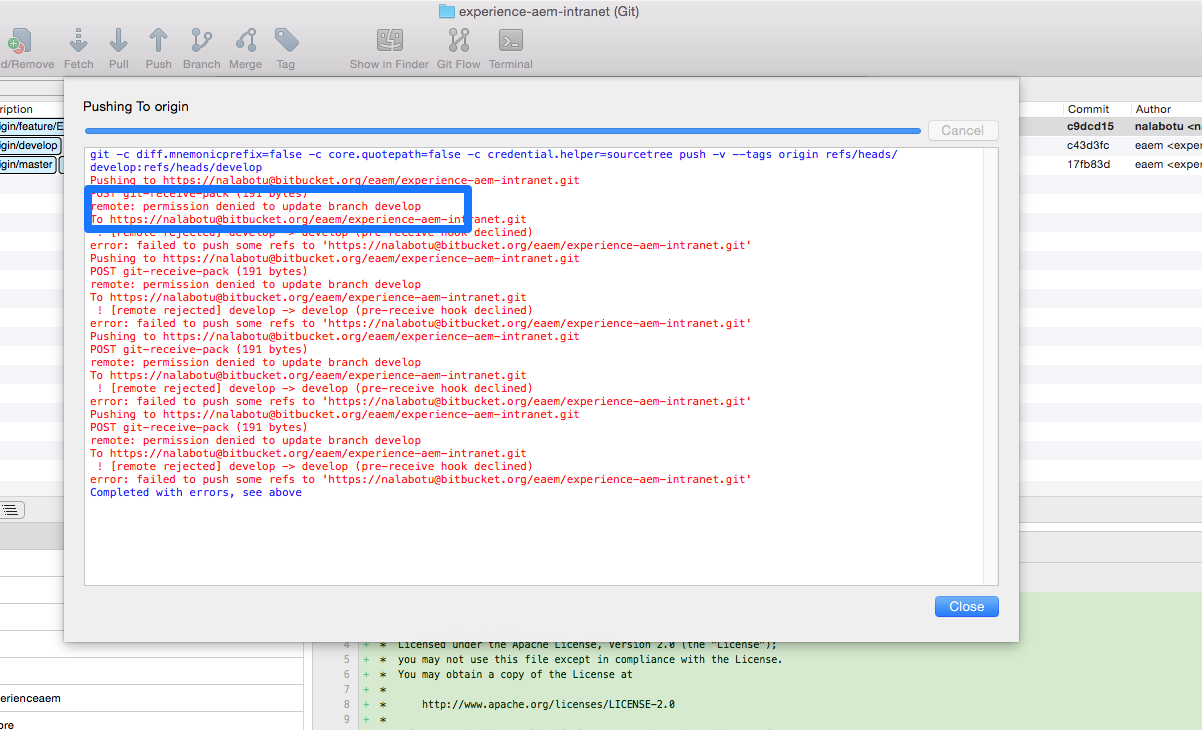 experience-aem-intranet (Git)
d/Remove Fetch Pull Push Branch Merge Tag Show in Finder Git Flow Terminal
ription Commit Author
igin/feature/E c9dcd15 nalabotu <n
igin/develop c43d3fc eaem <exper
igin/master 17fb83d eaem <exper
Pushing To origin
Cancel
git -c diff.mnemonicprefix=false -c core.quotepath=false -c credential.helper=sourcetree push -v --tags origin refs/heads/
develop:refs/heads/develop
Pushing to https://nalabotu@bitbucket.org/eaem/experience-aem-intranet.git
POST git-receive-pack (191 bytes)
remote: permission denied to update branch develop
To https://nalabotu@bitbucket.org/eaem/experience-aem-intranet.git
! [remote rejected] develop -> develop (pre-receive hook declined)
error: failed to push some refs to 'https://nalabotu@bitbucket.org/eaem/experience-aem-intranet.git'
Pushing to https://nalabotu@bitbucket.org/eaem/experience-aem-intranet.git
POST git-receive-pack (191 bytes)
remote: permission denied to update branch develop
To https://nalabotu@bitbucket.org/eaem/experience-aem-intranet.git
! [remote rejected] develop -> develop (pre-receive hook declined)
error: failed to push some refs to 'https://nalabotu@bitbucket.org/eaem/experience-aem-intranet.git'
Pushing to https://nalabotu@bitbucket.org/eaem/experience-aem-intranet.git
POST git-receive-pack (191 bytes)
remote: permission denied to update branch develop
To https://nalabotu@bitbucket.org/eaem/experience-aem-intranet.git
! [remote rejected] develop -> develop (pre-receive hook declined)
error: failed to push some refs to 'https://nalabotu@bitbucket.org/eaem/experience-aem-intranet.git'
Pushing to https://nalabotu@bitbucket.org/eaem/experience-aem-intranet.git
POST git-receive-pack (191 bytes)
remote: permission denied to update branch develop
To https://nalabotu@bitbucket.org/eaem/experience-aem-intranet.git
! [remote rejected] develop -> develop (pre-receive hook declined)
error: failed to push some refs to 'https://nalabotu@bitbucket.org/eaem/experience-aem-intranet.git'
Completed with errors, see above
Close
4 + * Licensed under the Apache License, Version 2.0 (the "License");
5 + * you may not use this file except in compliance with the License.
6 + * You may obtain a copy of the License at
7 + *
8 + * http://www.apache.org/licenses/LICENSE-2.0
9 + *
erienceaem
ore